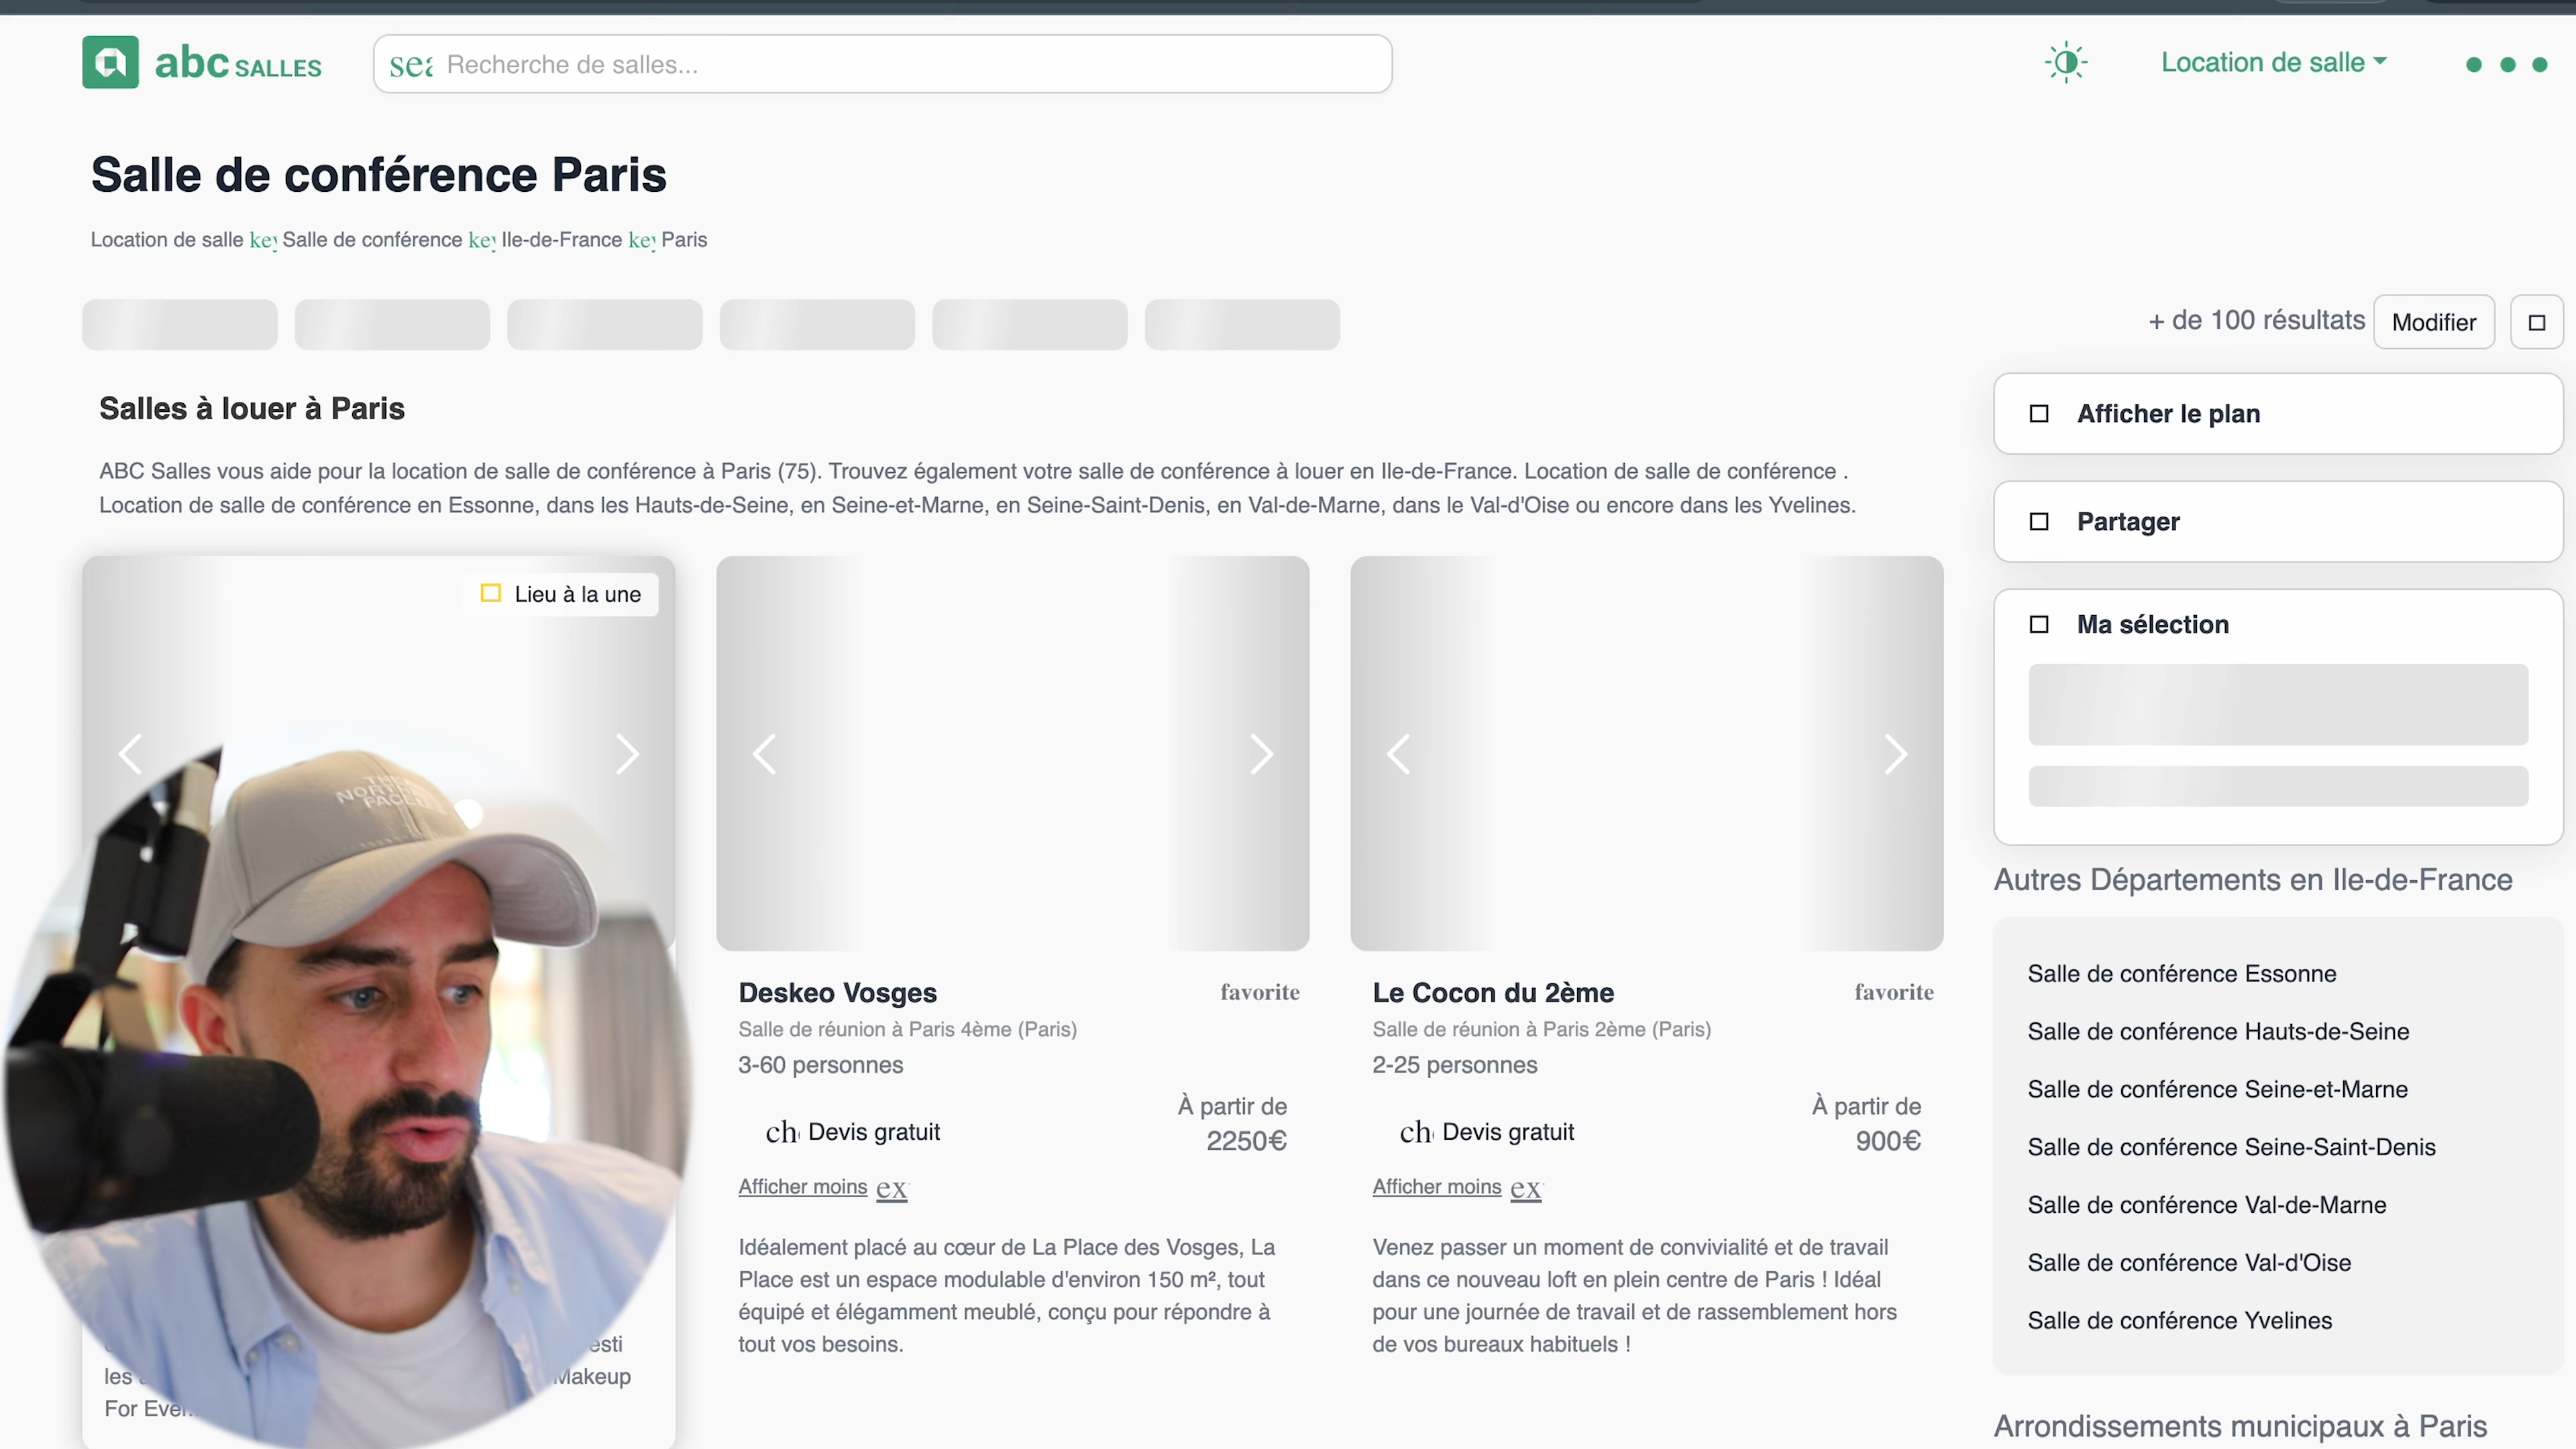 abc SALLES
sea Recherche de salles...
Location de salle
Salle de conférence Paris
Location de salle key Salle de conférence key Ile-de-France key Paris
+ de 100 résultats Modifier
Salles à louer à Paris
ABC Salles vous aide pour la location de salle de conférence à Paris (75). Trouvez également votre salle de conférence à louer en Ile-de-France. Location de salle de conférence .
Location de salle de conférence en Essonne, dans les Hauts-de-Seine, en Seine-et-Marne, en Seine-Saint-Denis, en Val-de-Marne, dans le Val-d'Oise ou encore dans les Yvelines.
Lieu à la une
THE
NORTH
FACE
esti
les
Makeup
For Ever
Deskeo Vosges
favorite
Salle de réunion à Paris 4ème (Paris)
3-60 personnes
ch Devis gratuit
À partir de
2250€
Afficher moins ex
Idéalement placé au cœur de La Place des Vosges, La
Place est un espace modulable d'environ 150 m², tout
équipé et élégamment meublé, conçu pour répondre à
tout vos besoins.
Le Cocon du 2ème
favorite
Salle de réunion à Paris 2ème (Paris)
2-25 personnes
ch Devis gratuit
À partir de
900€
Afficher moins ex
Venez passer un moment de convivialité et de travail
dans ce nouveau loft en plein centre de Paris ! Idéal
pour une journée de travail et de rassemblement hors
de vos bureaux habituels !
Afficher le plan
Partager
Ma sélection
Autres Départements en Ile-de-France
Salle de conférence Essonne
Salle de conférence Hauts-de-Seine
Salle de conférence Seine-et-Marne
Salle de conférence Seine-Saint-Denis
Salle de conférence Val-de-Marne
Salle de conférence Val-d'Oise
Salle de conférence Yvelines
Arrondissements municipaux à Paris